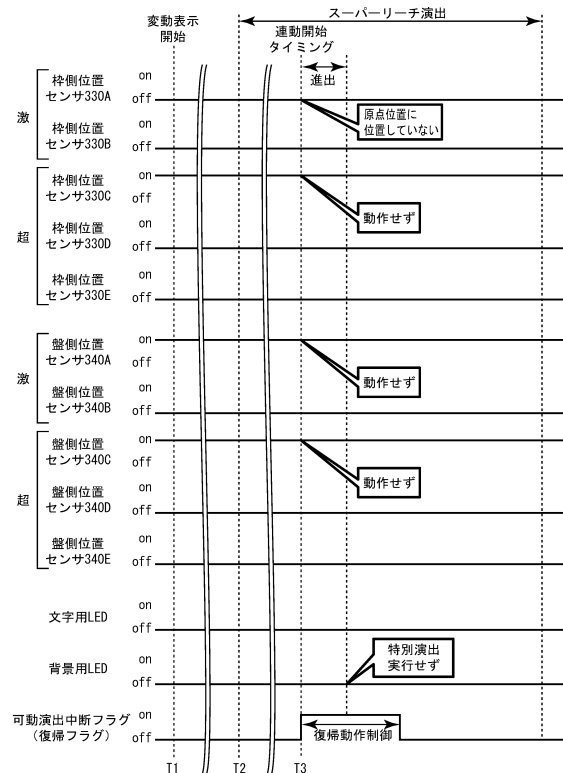 変動表示
開始
スーパーリーチ演出
連動開始
タイミング
進出
激
枠側位置
センサ330A
on
off
原点位置に
位置していない
枠側位置
センサ330B
on
off
超
枠側位置
センサ330C
on
off
動作せず
枠側位置
センサ330D
on
off
枠側位置
センサ330E
on
off
激
盤側位置
センサ340A
on
off
動作せず
盤側位置
センサ340B
on
off
超
盤側位置
センサ340C
on
off
動作せず
盤側位置
センサ340D
on
off
盤側位置
センサ340E
on
off
文字用LED
on
off
背景用LED
on
off
特別演出
実行せず
可動演出中断フラグ
(復帰フラグ)
on
off
復帰動作制御
T1
T2
T3